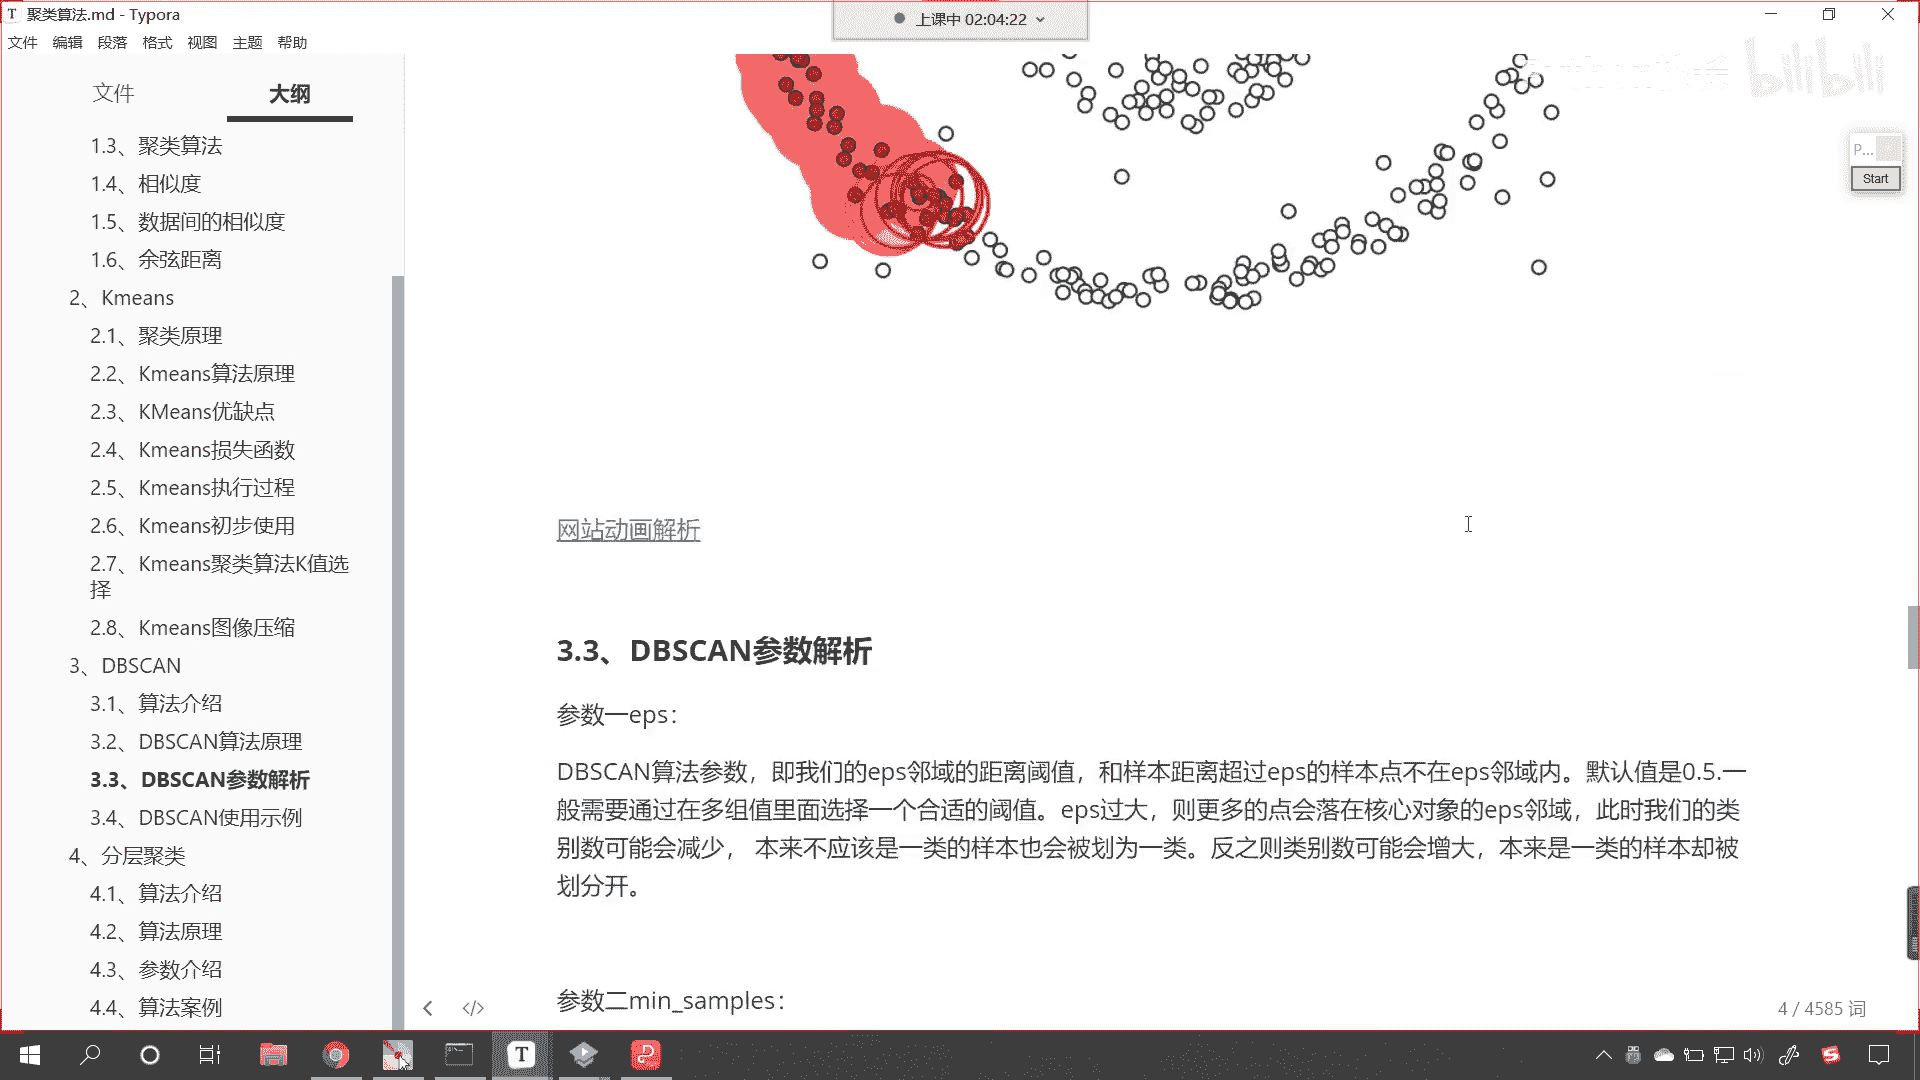 聚类算法.md - Typora
上课中 02:04:22
文件 编辑 段落 格式 视图 主题 帮助
bilibili
P...
Start
文件 大纲
1.3、聚类算法
1.4、相似度
1.5、数据间的相似度
1.6、余弦距离
2、Kmeans
2.1、聚类原理
2.2、Kmeans算法原理
2.3、KMeans优缺点
2.4、Kmeans损失函数
2.5、Kmeans执行过程
2.6、Kmeans初步使用
2.7、Kmeans聚类算法K值选
择
2.8、Kmeans图像压缩
3、DBSCAN
3.1、算法介绍
3.2、DBSCAN算法原理
3.3、DBSCAN参数解析
3.4、DBSCAN使用示例
4、分层聚类
4.1、算法介绍
4.2、算法原理
4.3、参数介绍
4.4、算法案例
网站动画解析
3.3、DBSCAN参数解析
参数一eps：
DBSCAN算法参数，即我们的eps邻域的距离阈值，和样本距离超过eps的样本点不在eps邻域内。默认值是0.5.一
般需要通过在多组值里面选择一个合适的阈值。eps过大，则更多的点会落在核心对象的eps邻域，此时我们的类
别数可能会减少， 本来不应该是一类的样本也会被划为一类。反之则类别数可能会增大，本来是一类的样本却被
划分开。
参数二min_samples：
4 / 4585 词